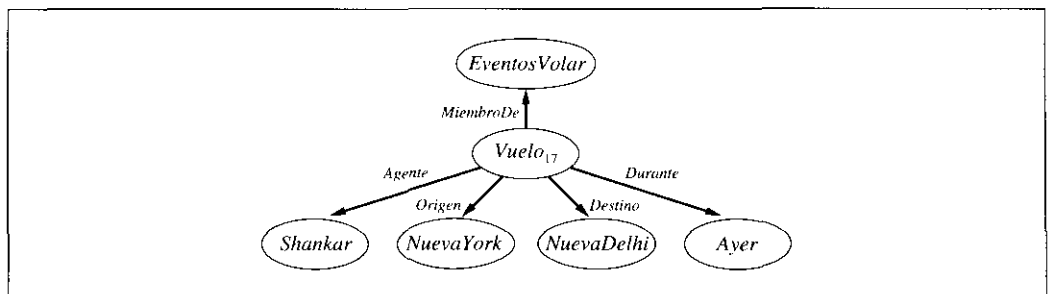 EventosVolar
MiembroDe
Vuelo₁₇
Agente
Durante
Origen
Destino
Shankar
NuevaYork
NuevaDelhi
Ayer